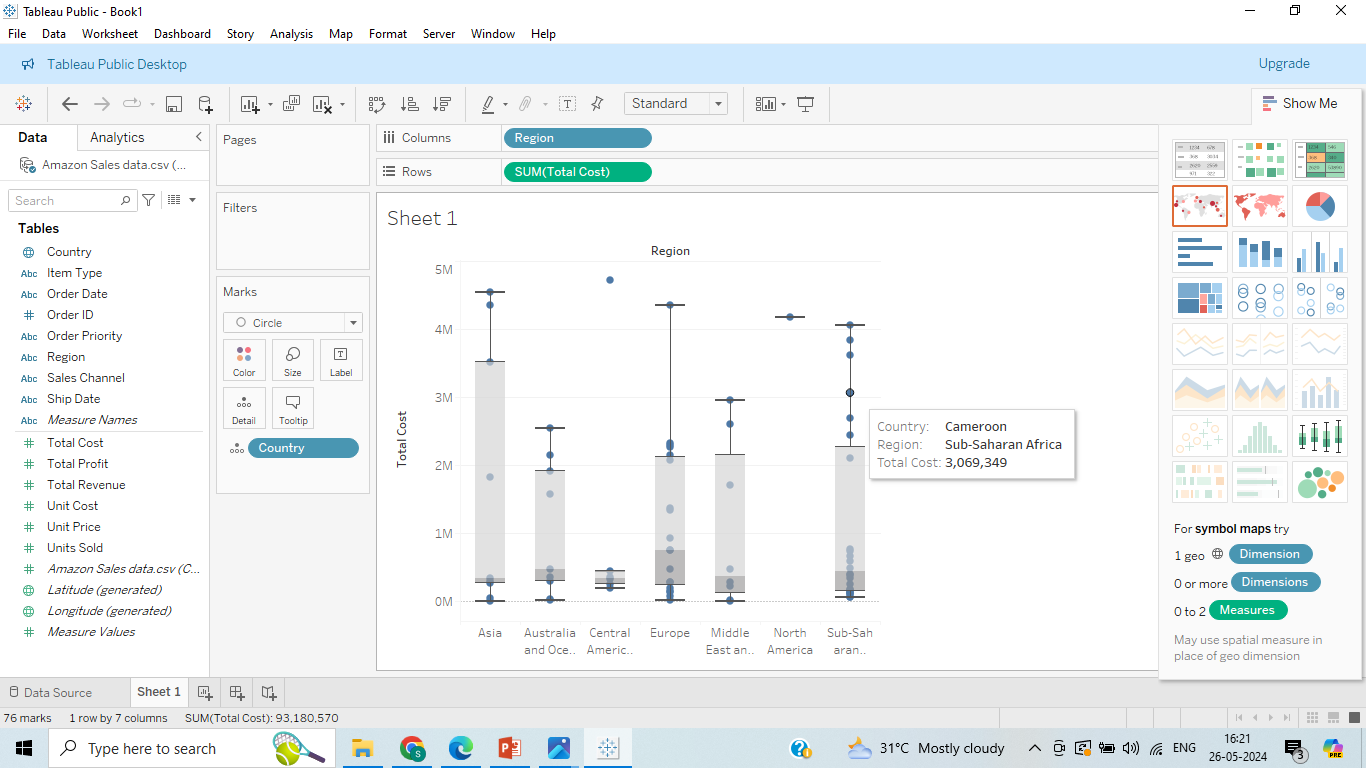 Tableau Public - Book1
File Data Worksheet Dashboard Story Analysis Map Format Server Window Help
Tableau Public Desktop
Upgrade
Standard
Show Me
Data Analytics
Amazon Sales data.csv (...
Search
Tables
Country
Abc Item Type
Abc Order Date
Order ID
Abc Order Priority
Abc Region
Abc Sales Channel
Abc Ship Date
Abc Measure Names
Total Cost
Total Profit
Total Revenue
Unit Cost
Unit Price
Units Sold
Amazon Sales data.csv (C...
Latitude (generated)
Longitude (generated)
Measure Values
Pages
Filters
Marks
Circle
Color Size Label
Detail Tooltip
Country
Columns Region
Rows SUM(Total Cost)
Sheet 1
Region
Total Cost
5M
4M
3M
2M
1M
0M
Asia
Australia and Oce..
Central Americ..
Europe
Middle East an..
North America
Sub-Sah aran..
Country: Cameroon
Region: Sub-Saharan Africa
Total Cost: 3,069,349
For symbol maps try
1 geo Dimension
0 or more Dimensions
0 to 2 Measures
May use spatial measure in
place of geo dimension
Data Source Sheet 1
76 marks 1 row by 7 columns SUM(Total Cost): 93,180,570
Type here to search
31°C Mostly cloudy
ENG
16:21
26-05-2024
3
PRE